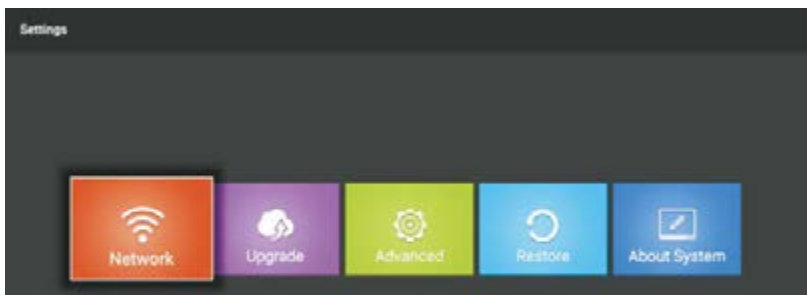 Settings
Network
Upgrade
Advanced
Restore
About System